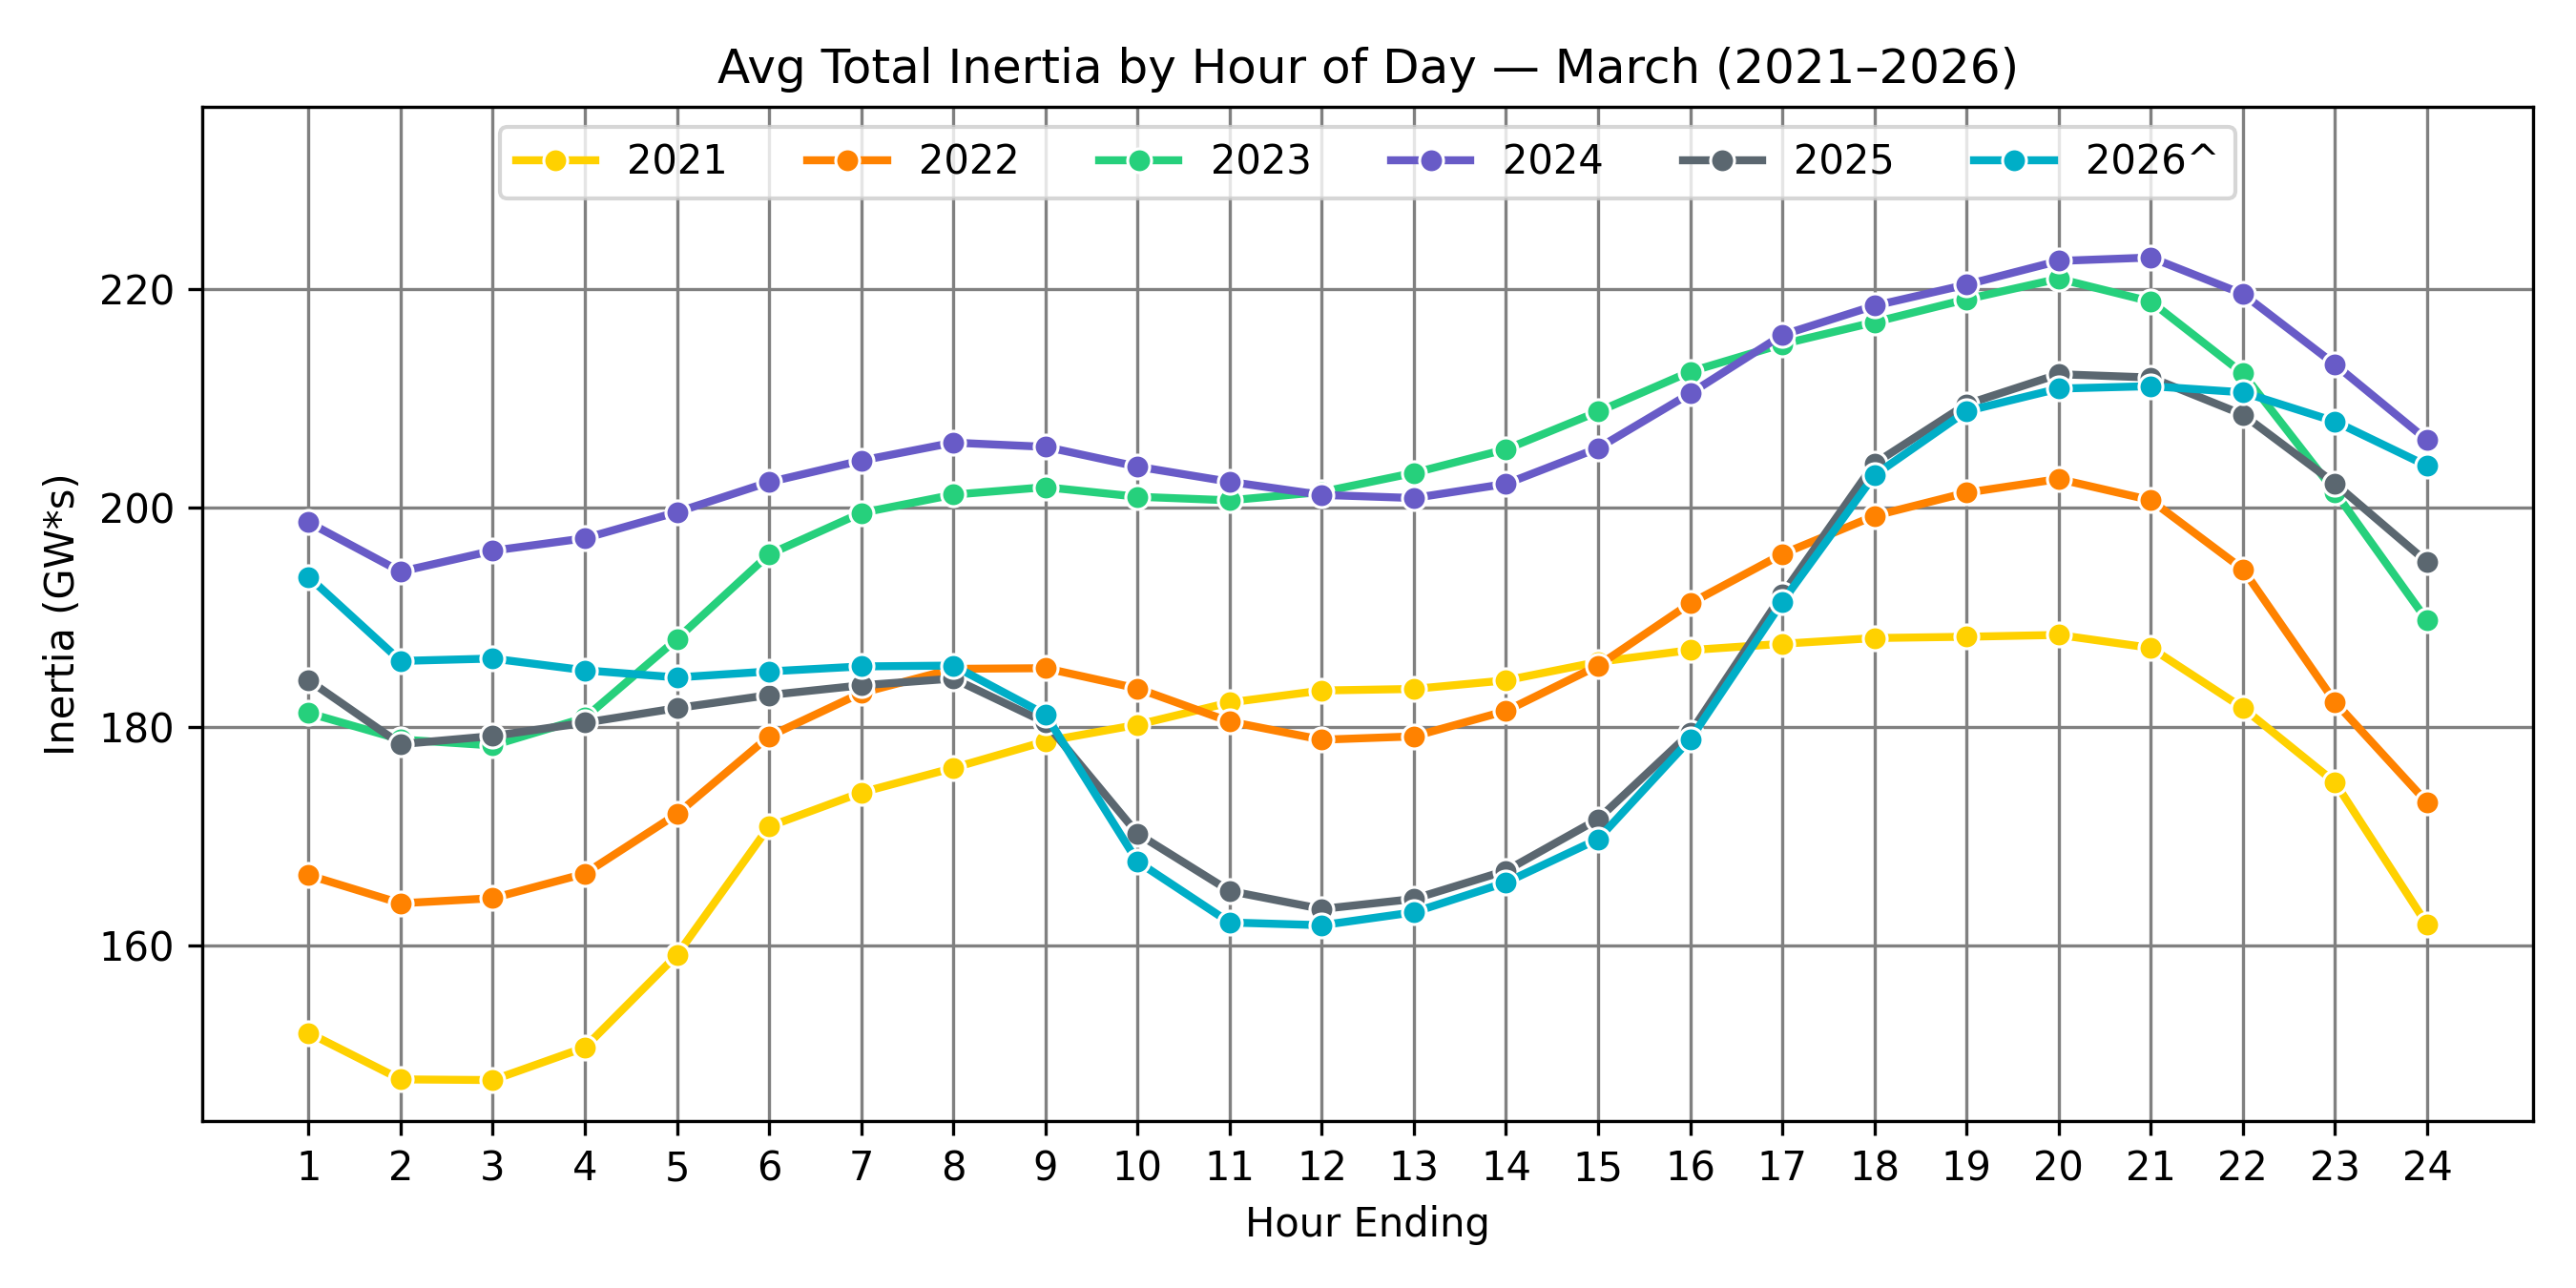 Avg Total Inertia by Hour of Day — March (2021–2026)
2021 2022 2023 2024 2025 2026^
220
200
180
160
Inertia (GW*s)
1 2 3 4 5 6 7 8 9 10 11 12 13 14 15 16 17 18 19 20 21 22 23 24
Hour Ending